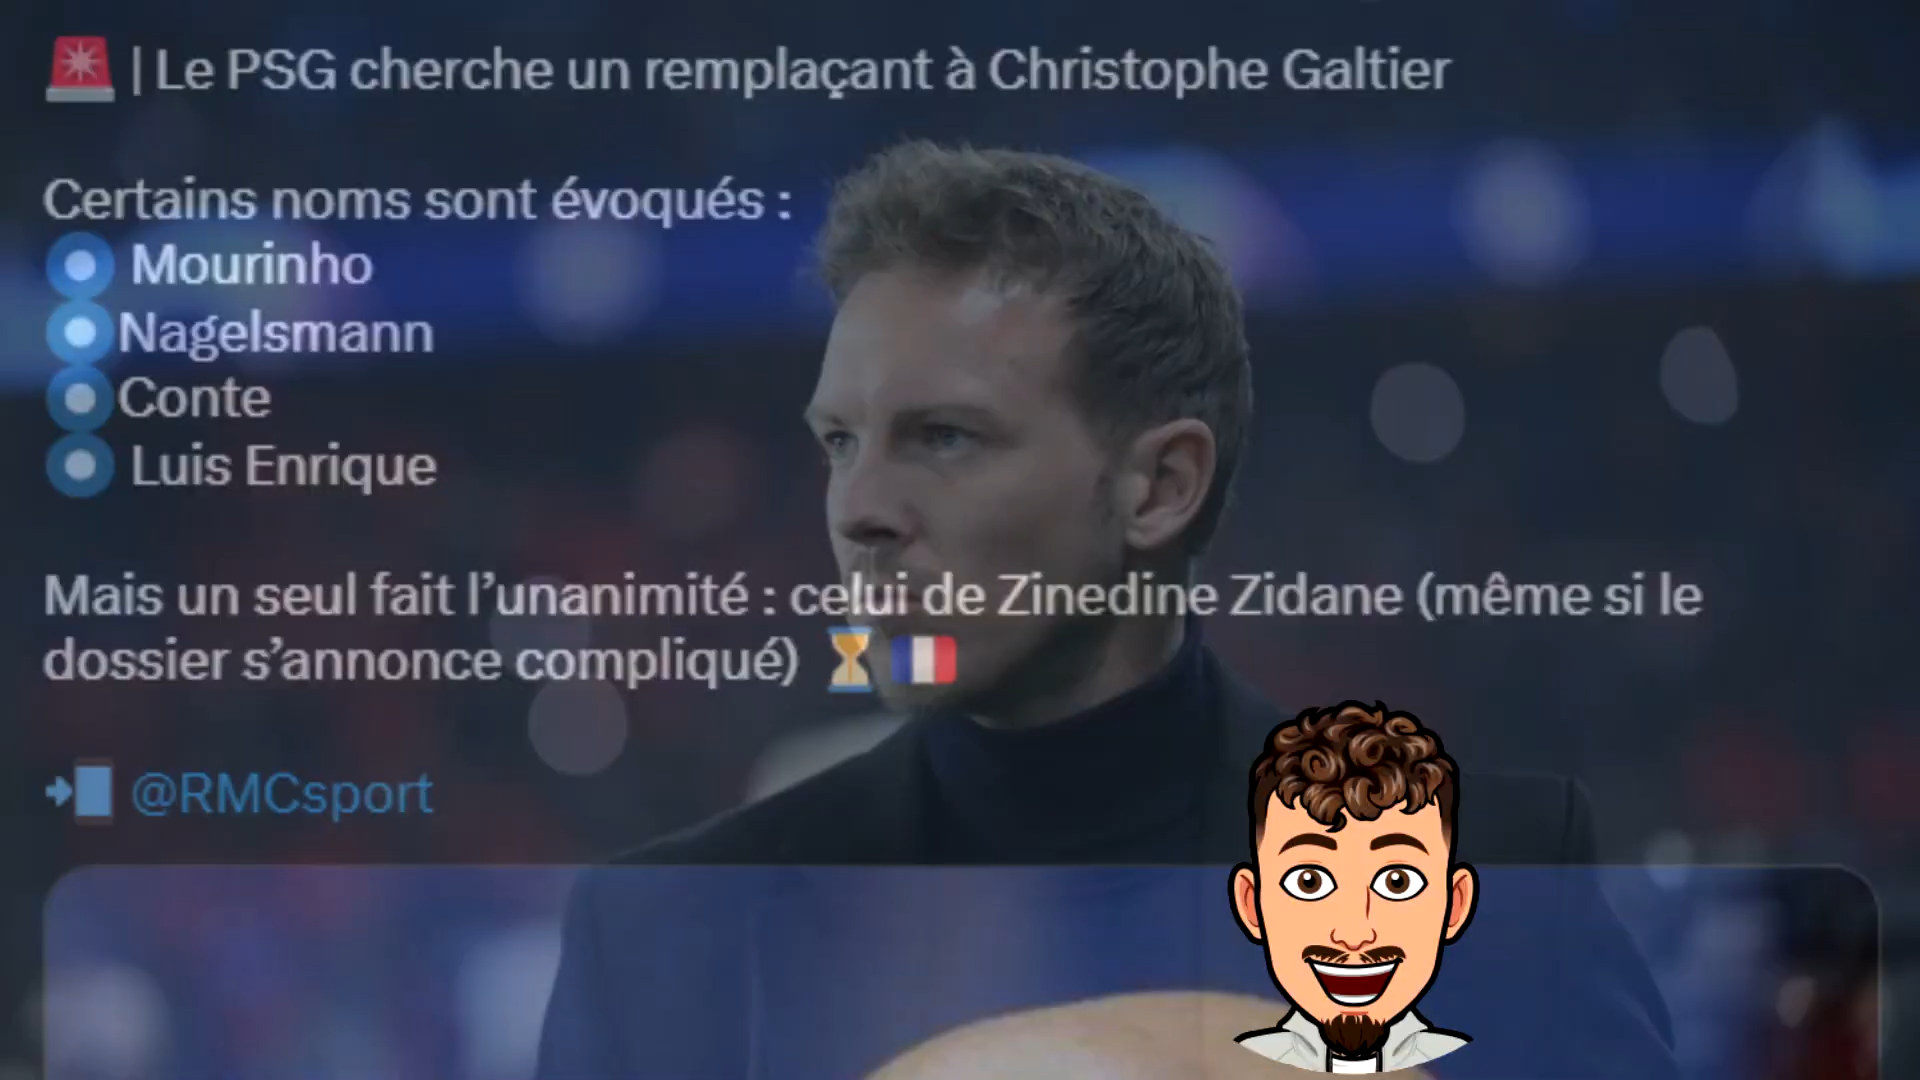 🚨 | Le PSG cherche un remplaçant à Christophe Galtier
Certains noms sont évoqués :
Mourinho
Nagelsmann
Conte
Luis Enrique
Mais un seul fait l’unanimité : celui de Zinedine Zidane (même si le
dossier s’annonce compliqué) ⏳ 🇫🇷
📲 @RMCsport